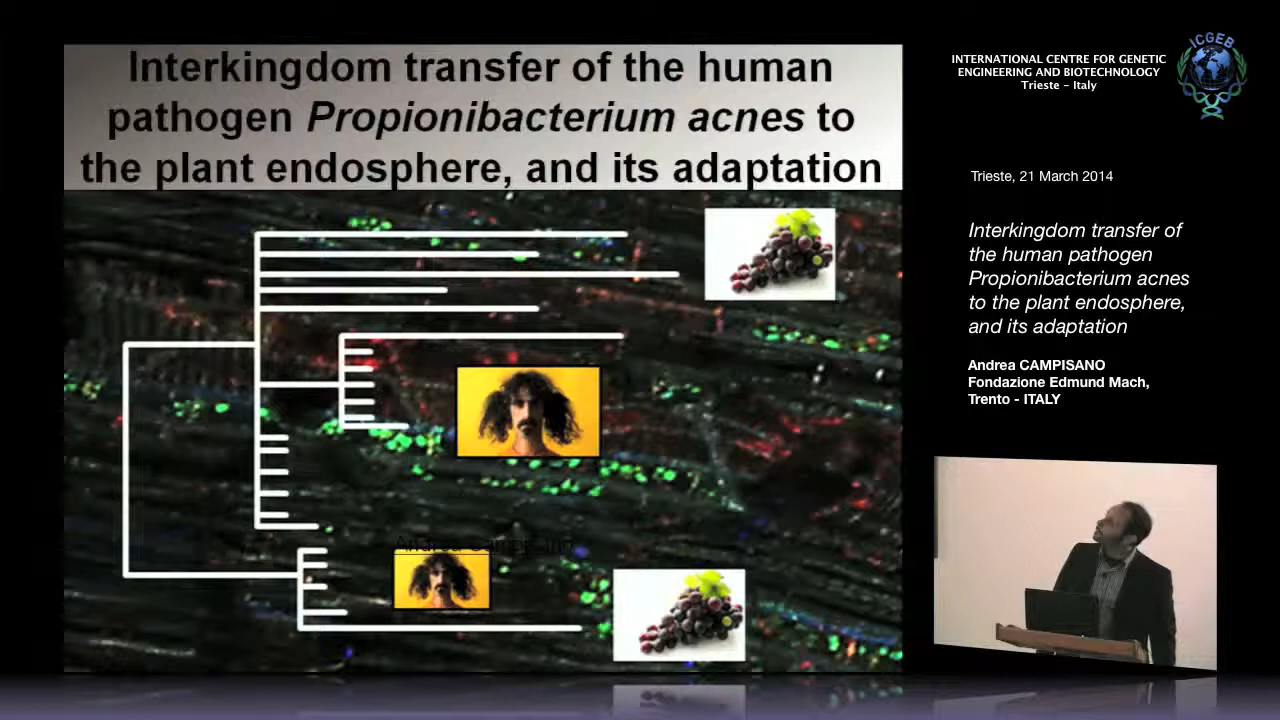 Interkingdom transfer of the human
pathogen Propionibacterium acnes to
the plant endosphere, and its adaptation
Andrea Campisano
ICGEB
INTERNATIONAL CENTRE FOR GENETIC
ENGINEERING AND BIOTECHNOLOGY
Trieste - Italy
Trieste, 21 March 2014
Interkingdom transfer of
the human pathogen
Propionibacterium acnes
to the plant endosphere,
and its adaptation
Andrea CAMPISANO
Fondazione Edmund Mach,
Trento - ITALY